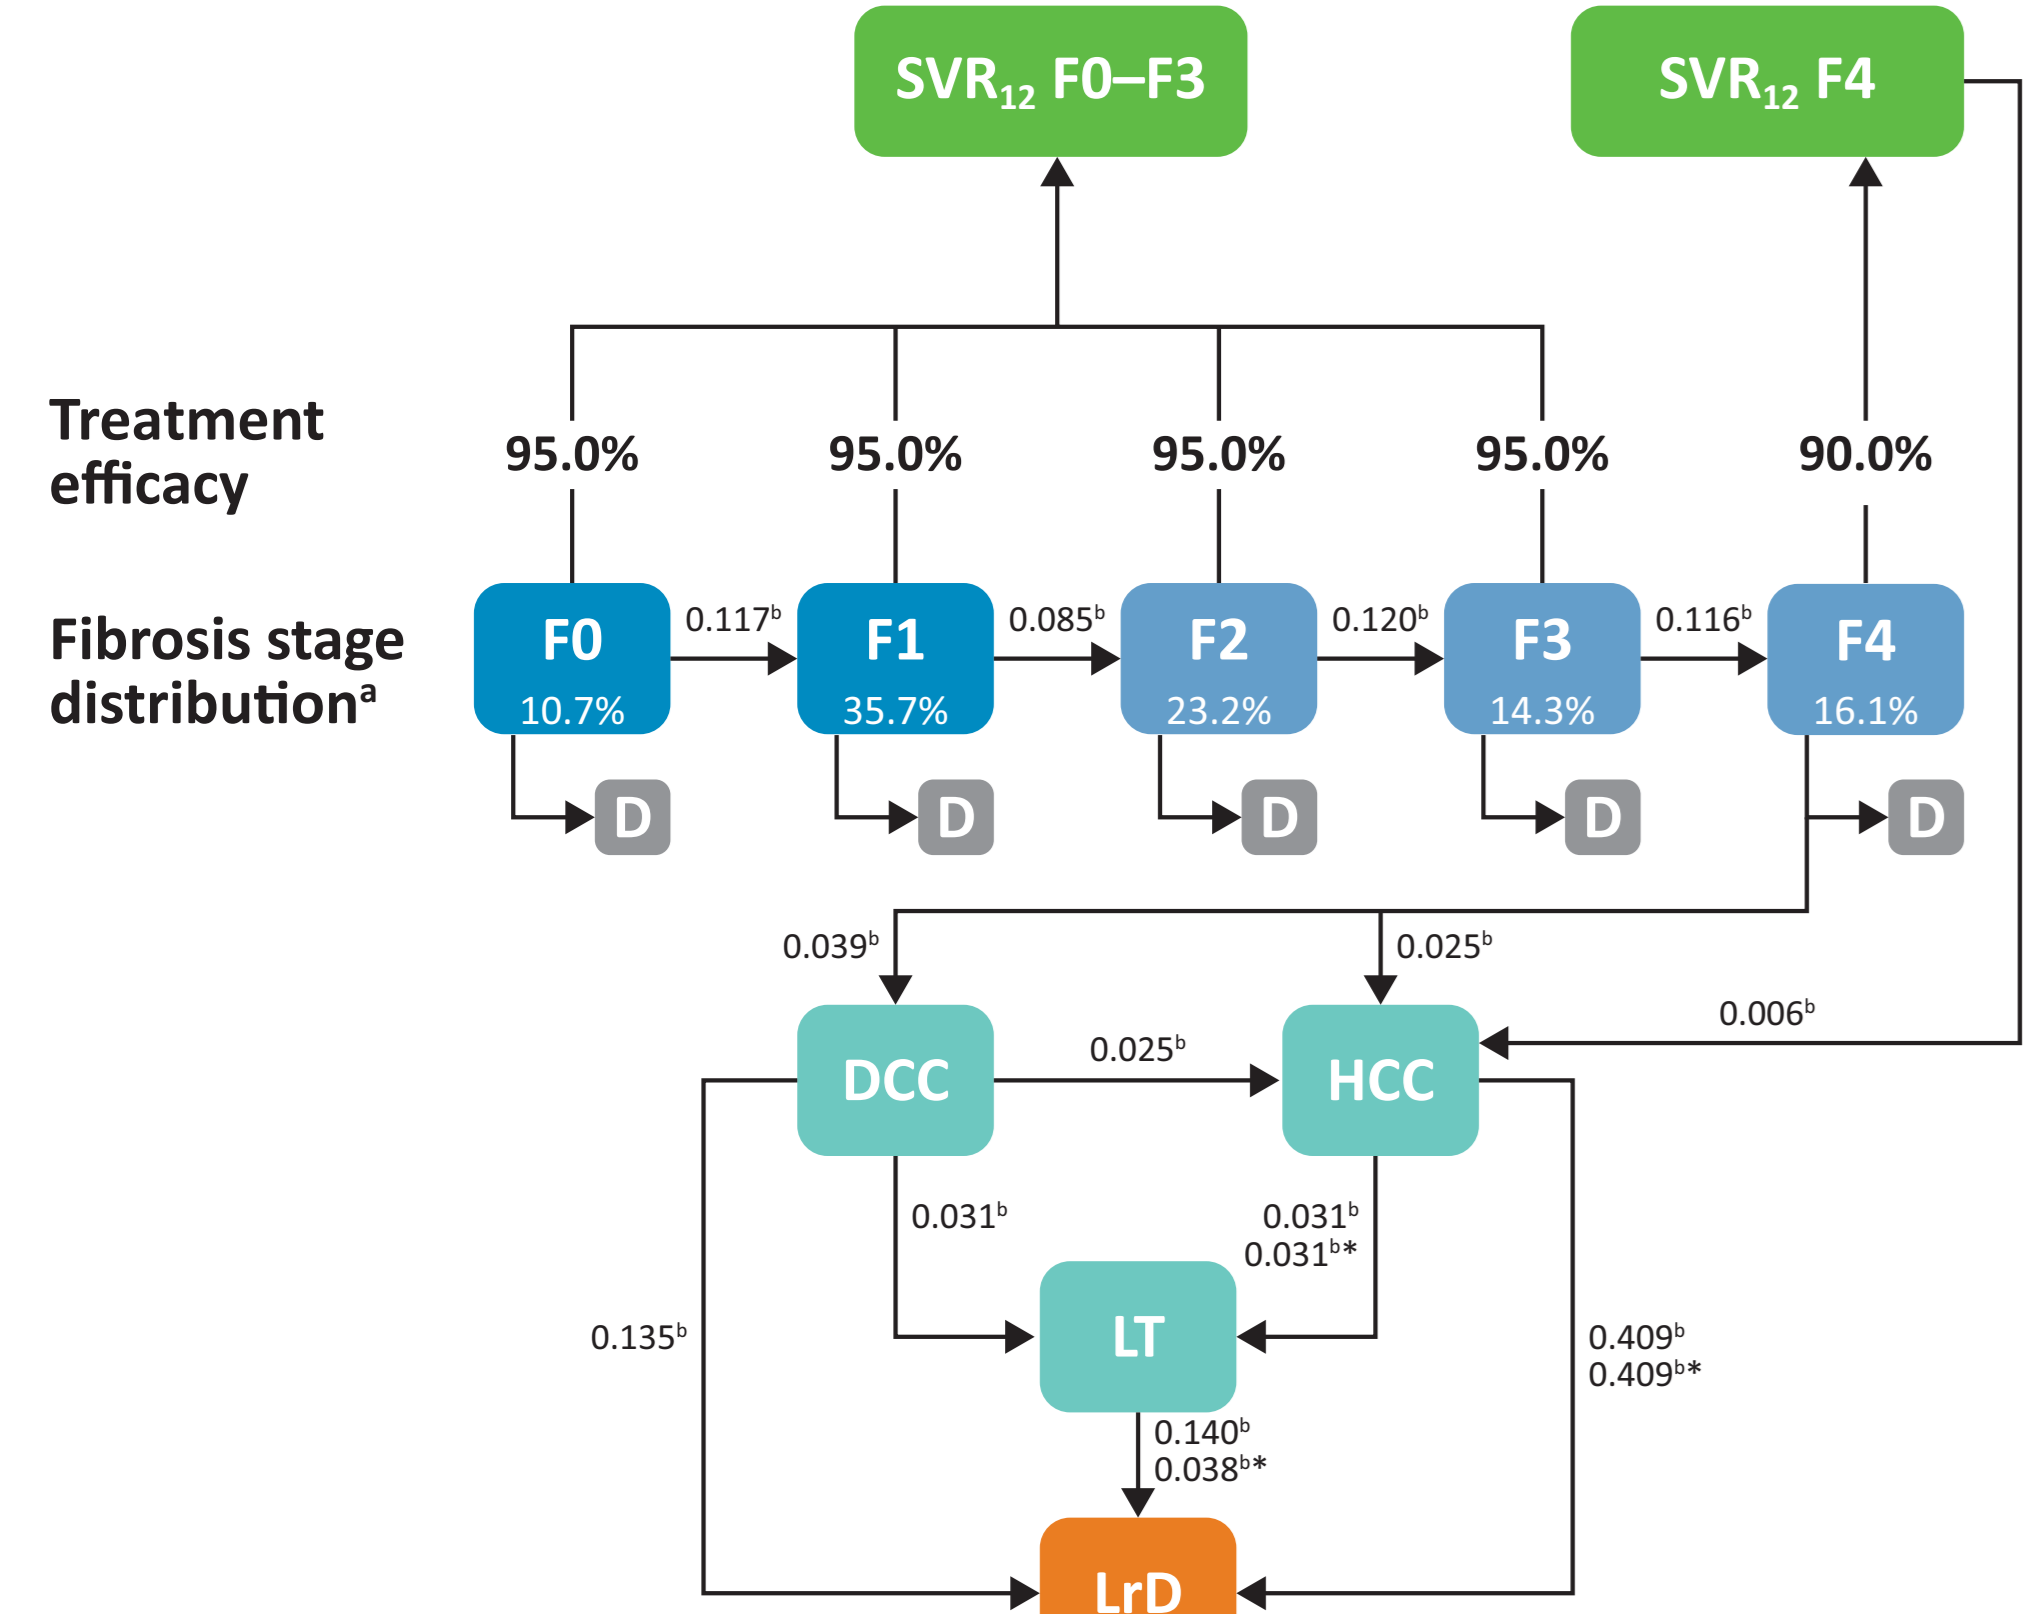 SVR12 F0–F3
SVR12 F4
Treatment
efficacy
95.0%
95.0%
95.0%
95.0%
90.0%
Fibrosis stage
distributionᵃ
F0
10.7%
0.117ᵇ
F1
35.7%
0.085ᵇ
F2
23.2%
0.120ᵇ
F3
14.3%
0.116ᵇ
F4
16.1%
D
D
D
D
D
0.039ᵇ
0.025ᵇ
0.006ᵇ
DCC
0.025ᵇ
HCC
0.031ᵇ
0.031ᵇ
0.031ᵇ*
LT
0.135ᵇ
0.409ᵇ
0.409ᵇ*
0.140ᵇ
0.038ᵇ*
LrD